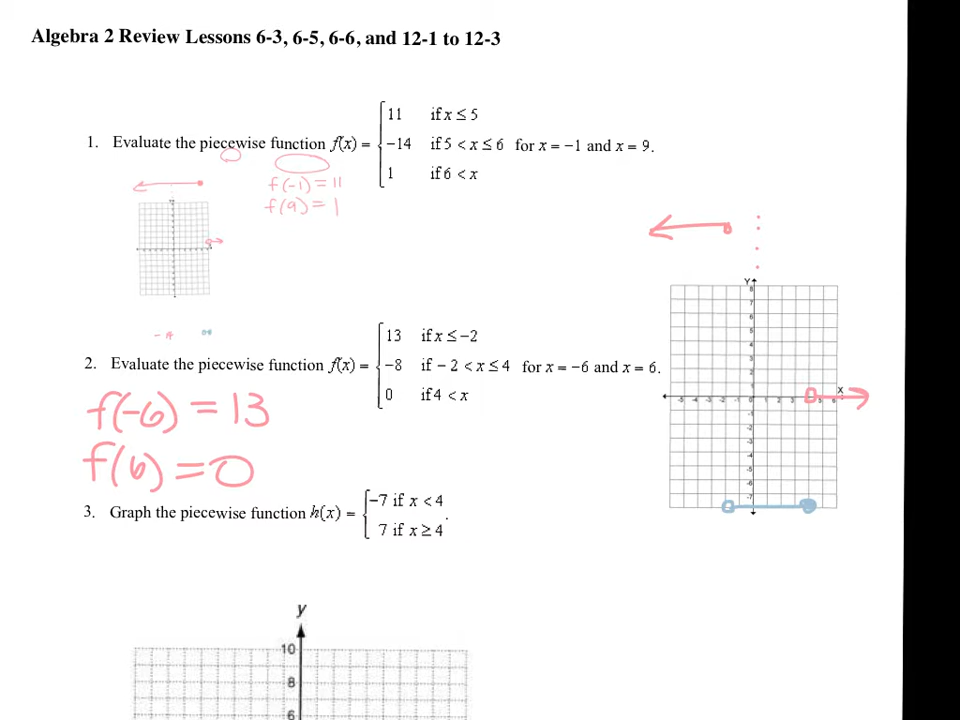 Algebra 2 Review Lessons 6-3, 6-5, 6-6, and 12-1 to 12-3
11 if x ≤ 5
1. Evaluate the piecewise function f(x) = −14 if 5 < x ≤ 6 for x = −1 and x = 9.
1 if 6 < x
f(-1) = 11
f(9) = 1
13 if x ≤ −2
2. Evaluate the piecewise function f(x) = −8 if − 2 < x ≤ 4 for x = −6 and x = 6.
0 if 4 < x
f(-6) = 13
f(6) = 0
−7 if x < 4
3. Graph the piecewise function h(x) =
7 if x ≥ 4
Y
X
y
10
8
6